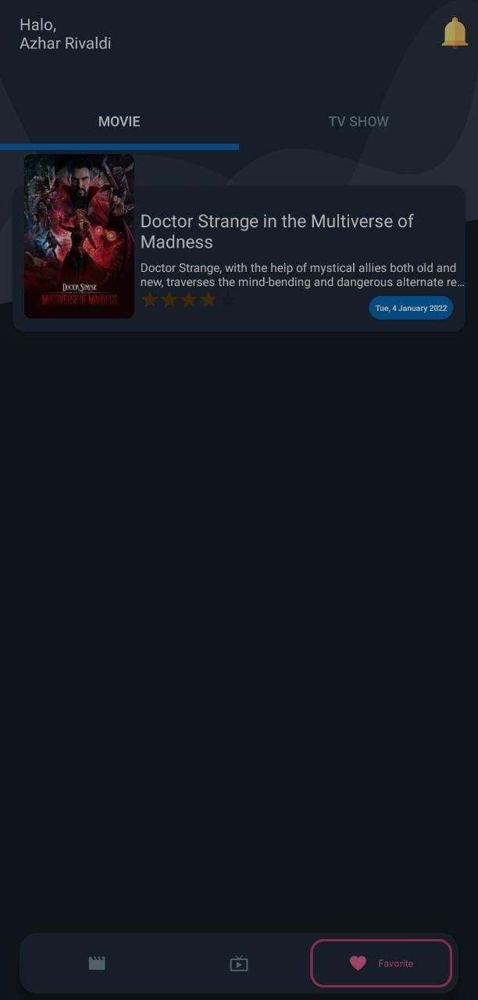 Halo,
Azhar Rivaldi
MOVIE
TV SHOW
Doctor Strange in the Multiverse of
Madness
Doctor Strange, with the help of mystical allies both old and
new, traverses the mind-bending and dangerous alternate re…
DOCTOR STRANGE
MULTIVERSE OF MADNESS
Tue, 4 January 2022
Favorite